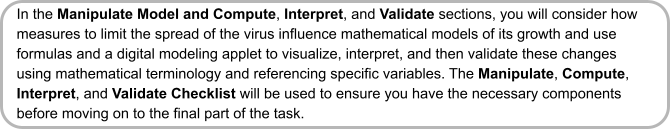 In the Manipulate Model and Compute, Interpret, and Validate sections, you will consider how
measures to limit the spread of the virus influence mathematical models of its growth and use
formulas and a digital modeling applet to visualize, interpret, and then validate these changes
using mathematical terminology and referencing specific variables. The Manipulate, Compute,
Interpret, and Validate Checklist will be used to ensure you have the necessary components
before moving on to the final part of the task.